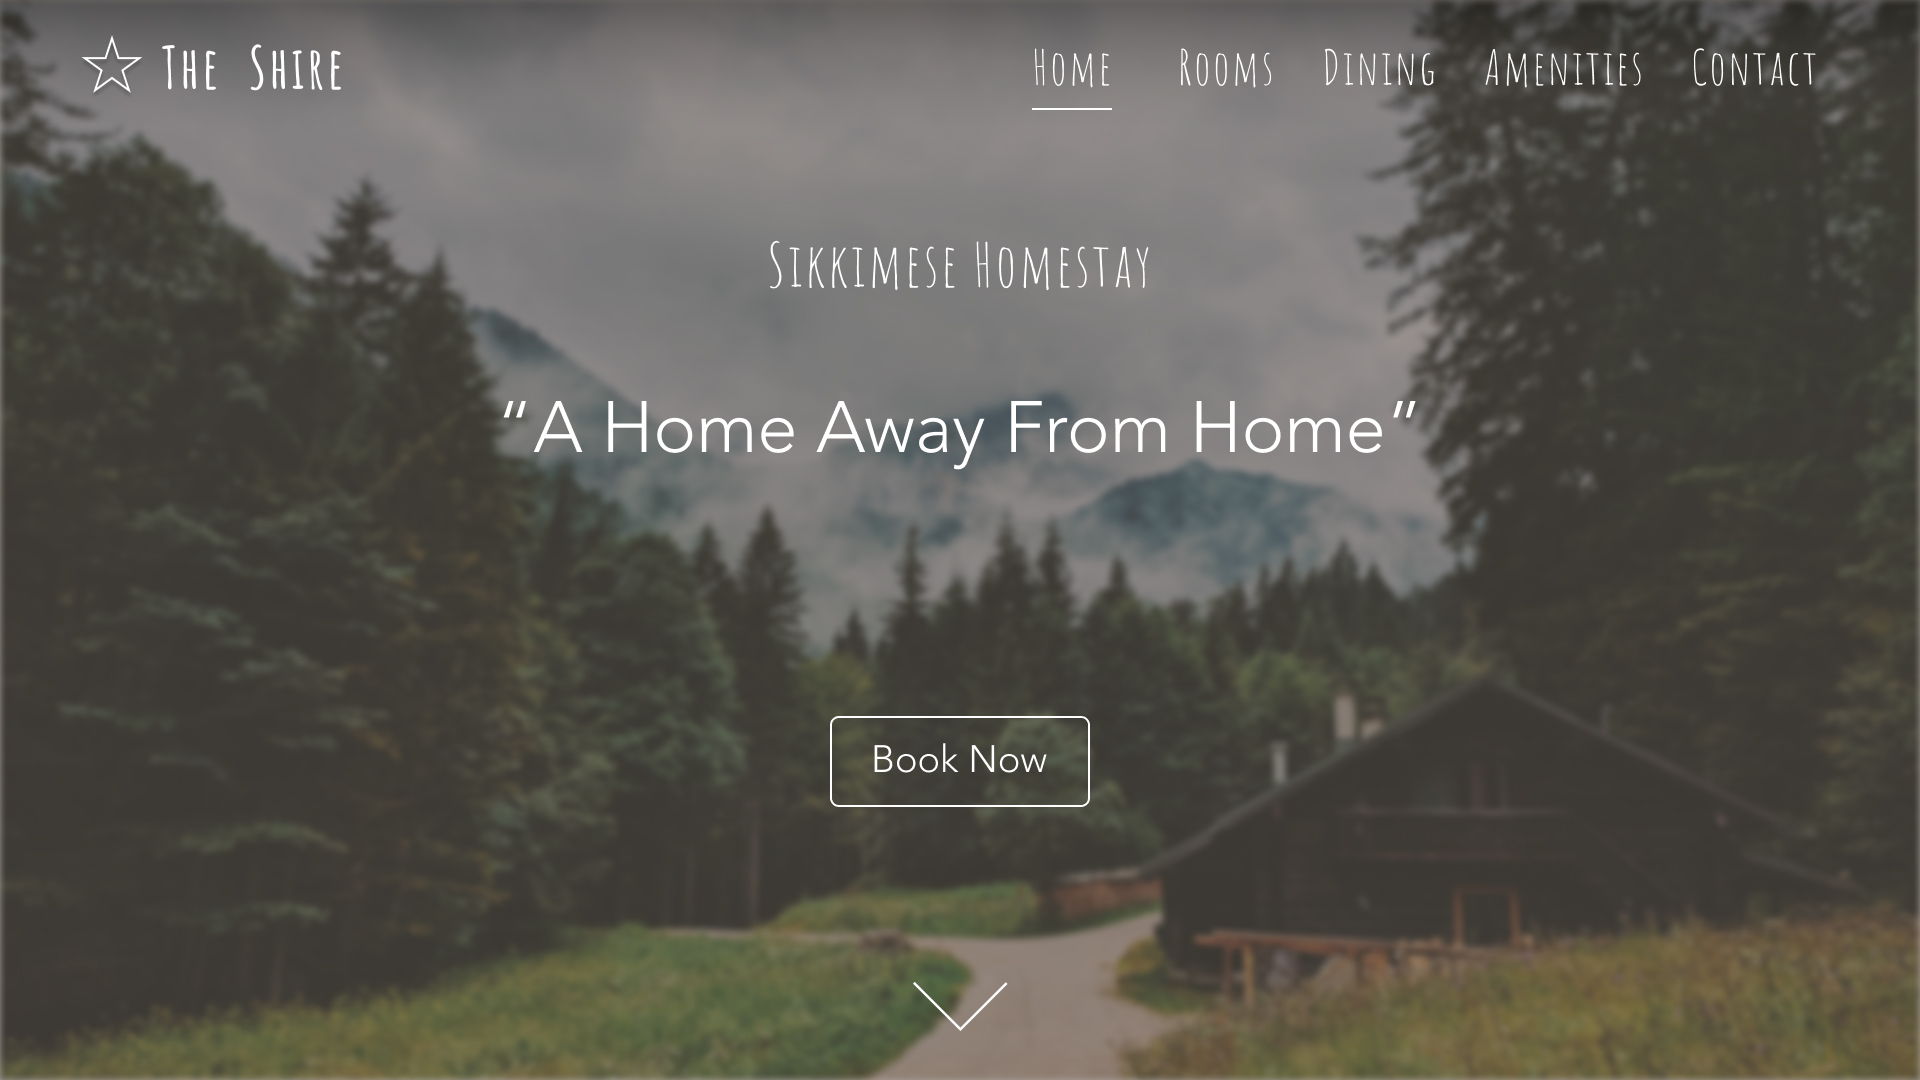 The Shire
Home Rooms Dining Amenities Contact
Sikkimese Homestay
“A Home Away From Home”
Book Now